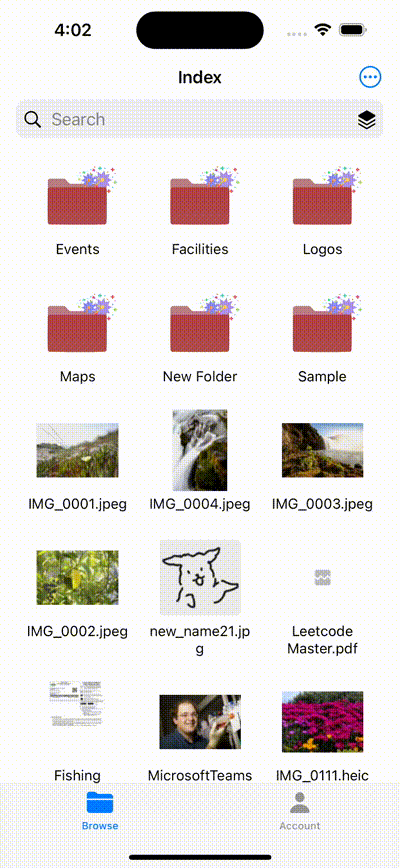 4:02
Index
Search
Events
Facilities
Logos
Maps
New Folder
Sample
IMG_0001.jpeg
IMG_0004.jpeg
IMG_0003.jpeg
IMG_0002.jpeg
new_name21.jp
g
Leetcode
Master.pdf
Fishing
MicrosoftTeams
IMG_0111.heic
Browse
Account